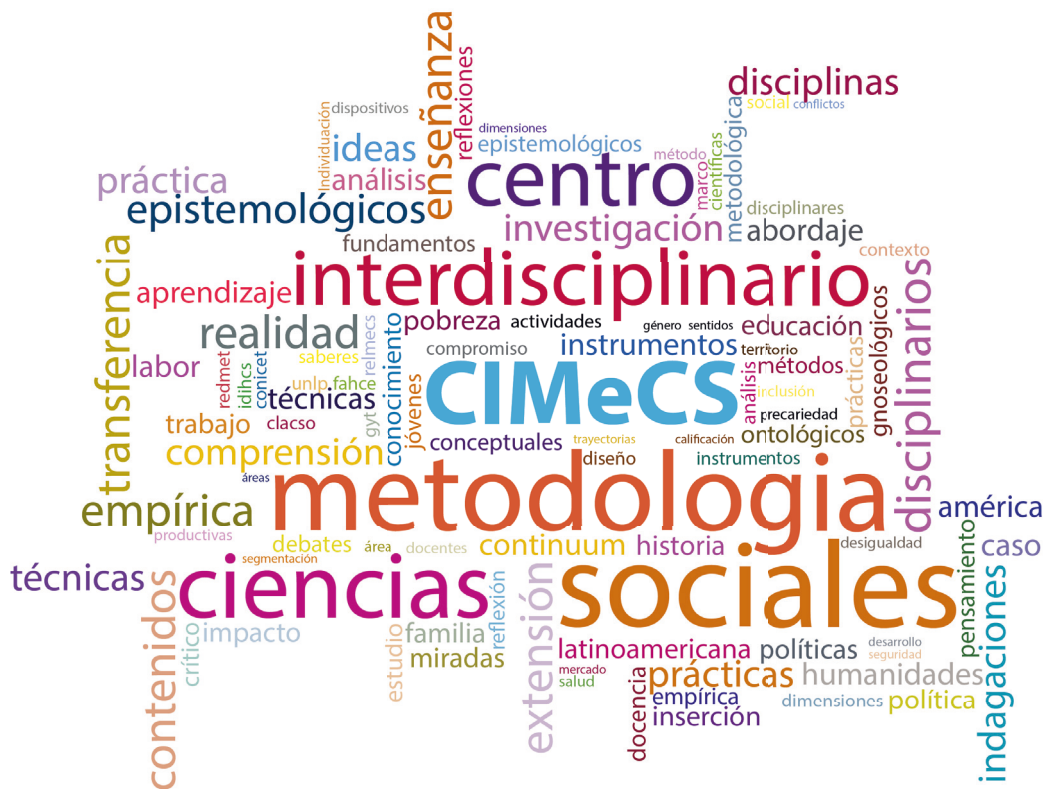 enseñanza
reflexiones
disciplinas
social
conflictos
metodológica
Individuación
dispositivos
dimensiones
epistemológicos
ideas
método
marco
científicas
centro
práctica
análisis
epistemológicos
disciplinares
investigación
abordaje
fundamentos
contexto
transferencia
interdisciplinario
disciplinarios
aprendizaje
gnoseológicos
realidad
relmecs
conocimiento
pobreza
actividades
género
sentidos
educación
compromiso
instrumentos
territorio
prácticas
labor
redmet
idihcs
conicet
saberes
unlp
fahce
técnicas
gyt
jóvenes
CIMeCS
análisis
métodos
inclusión
precariedad
trabajo
clacso
conceptuales
trayectorias
calificación
ontológicos
comprensión
diseño
instrumentos
áreas
metodologia
empírica
américa
productivas
debates
área
docentes
continuum
historia
desigualdad
pensamiento
caso
segmentación
técnicas
contenidos
ciencias
reflexión
extensión
sociales
indagaciones
crítico
impacto
estudio
familia
miradas
latinoamericana
políticas
desarrollo
seguridad
mercado
salud
docencia
prácticas
humanidades
empírica
dimensiones
política
inserción